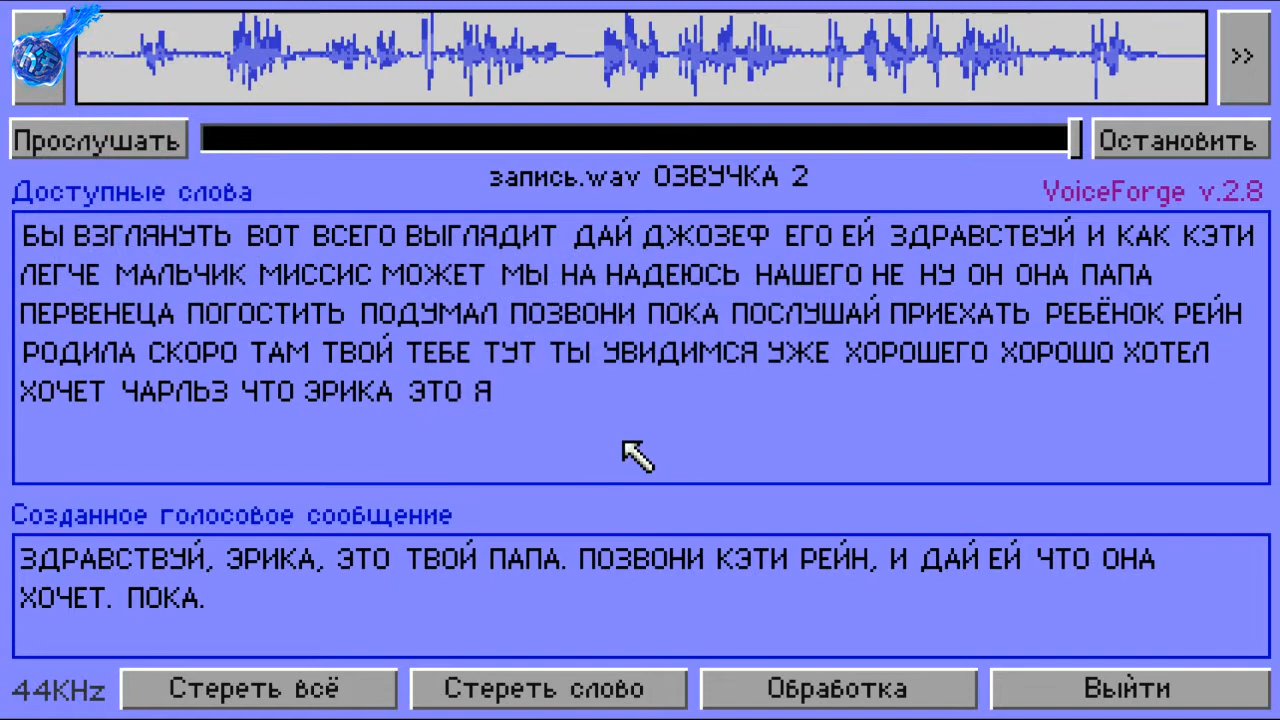 >>
Прослушать
Остановить
запись.wav ОЗВУЧКА 2
Доступные слова
VoiceForge v.2.8
БЫ ВЗГЛЯНУТЬ ВОТ ВСЕГО ВЫГЛЯДИТ ДАЙ ДЖОЗЕФ ЕГО ЕЙ ЗДРАВСТВУЙ И КАК КЭТИ
ЛЕГЧЕ МАЛЬЧИК МИССИС МОЖЕТ МЫ НА НАДЕЮСЬ НАШЕГО НЕ НУ ОН ОНА ПАПА
ПЕРВЕНЕЦА ПОГОСТИТЬ ПОДУМАЛ ПОЗВОНИ ПОКА ПОСЛУШАЙ ПРИЕХАТЬ РЕБЁНОК РЕЙН
РОДИЛА СКОРО ТАМ ТВОЙ ТЕБЕ ТУТ ТЫ УВИДИМСЯ УЖЕ ХОРОШЕГО ХОРОШО ХОТЕЛ
ХОЧЕТ ЧАРЛЬЗ ЧТО ЭРИКА ЭТО Я
Созданное голосовое сообщение
ЗДРАВСТВУЙ, ЭРИКА, ЭТО ТВОЙ ПАПА. ПОЗВОНИ КЭТИ РЕЙН, И ДАЙ ЕЙ ЧТО ОНА
ХОЧЕТ. ПОКА.
44KHz
Стереть всё
Стереть слово
Обработка
Выйти